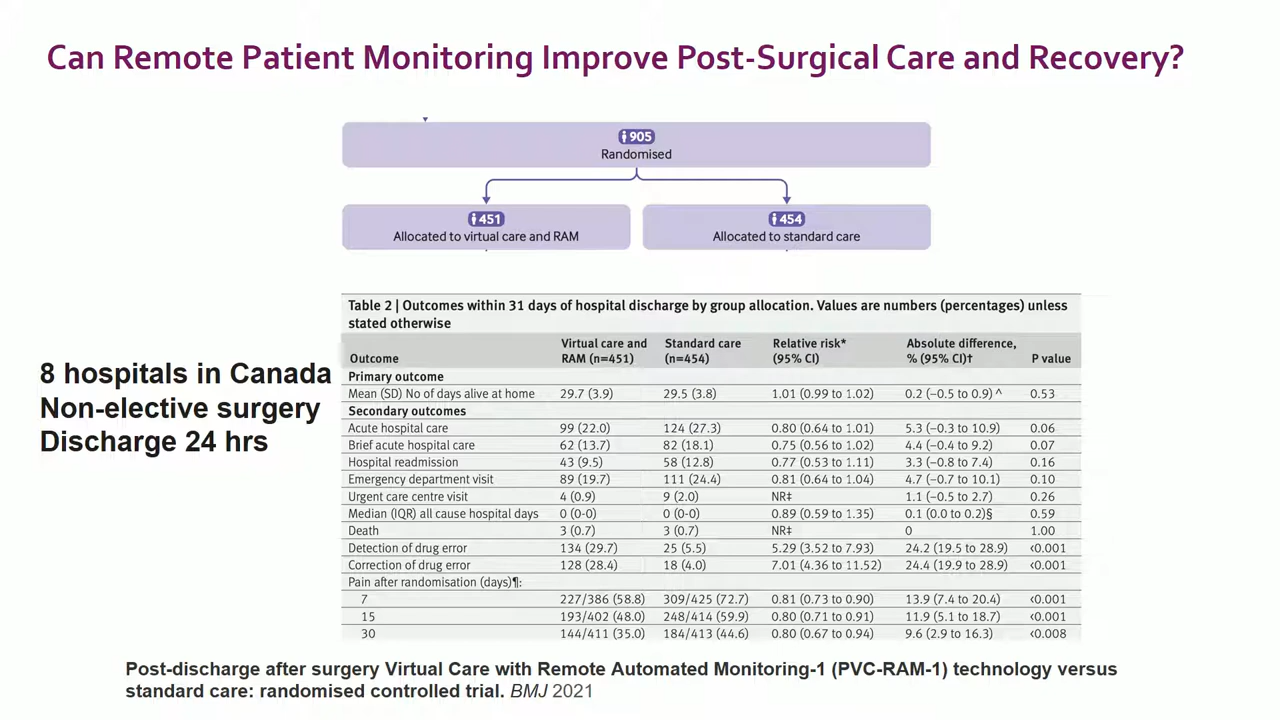 Can Remote Patient Monitoring Improve Post-Surgical Care and Recovery?
905
Randomised
451
Allocated to virtual care and RAM
454
Allocated to standard care
8 hospitals in Canada
Non-elective surgery
Discharge 24 hrs
Table 2 | Outcomes within 31 days of hospital discharge by group allocation. Values are numbers (percentages) unless
stated otherwise
Outcome Virtual care and RAM (n=451) Standard care (n=454) Relative risk* (95% CI) Absolute difference, % (95% CI)† P value
Primary outcome
Mean (SD) No of days alive at home 29.7 (3.9) 29.5 (3.8) 1.01 (0.99 to 1.02) 0.2 (−0.5 to 0.9) ^ 0.53
Secondary outcomes
Acute hospital care 99 (22.0) 124 (27.3) 0.80 (0.64 to 1.01) 5.3 (−0.3 to 10.9) 0.06
Brief acute hospital care 62 (13.7) 82 (18.1) 0.75 (0.56 to 1.02) 4.4 (−0.4 to 9.2) 0.07
Hospital readmission 43 (9.5) 58 (12.8) 0.77 (0.53 to 1.11) 3.3 (−0.8 to 7.4) 0.16
Emergency department visit 89 (19.7) 111 (24.4) 0.81 (0.64 to 1.04) 4.7 (−0.7 to 10.1) 0.10
Urgent care centre visit 4 (0.9) 9 (2.0) NR‡ 1.1 (−0.5 to 2.7) 0.26
Median (IQR) all cause hospital days 0 (0-0) 0 (0-0) 0.89 (0.59 to 1.35) 0.1 (0.0 to 0.2)§ 0.59
Death 3 (0.7) 3 (0.7) NR‡ 0 1.00
Detection of drug error 134 (29.7) 25 (5.5) 5.29 (3.52 to 7.93) 24.2 (19.5 to 28.9) <0.001
Correction of drug error 128 (28.4) 18 (4.0) 7.01 (4.36 to 11.52) 24.4 (19.9 to 28.9) <0.001
Pain after randomisation (days)¶:
7 227/386 (58.8) 309/425 (72.7) 0.81 (0.73 to 0.90) 13.9 (7.4 to 20.4) <0.001
15 193/402 (48.0) 248/414 (59.9) 0.80 (0.71 to 0.91) 11.9 (5.1 to 18.7) <0.001
30 144/411 (35.0) 184/413 (44.6) 0.80 (0.67 to 0.94) 9.6 (2.9 to 16.3) <0.008
Post-discharge after surgery Virtual Care with Remote Automated Monitoring-1 (PVC-RAM-1) technology versus
standard care: randomised controlled trial. BMJ 2021